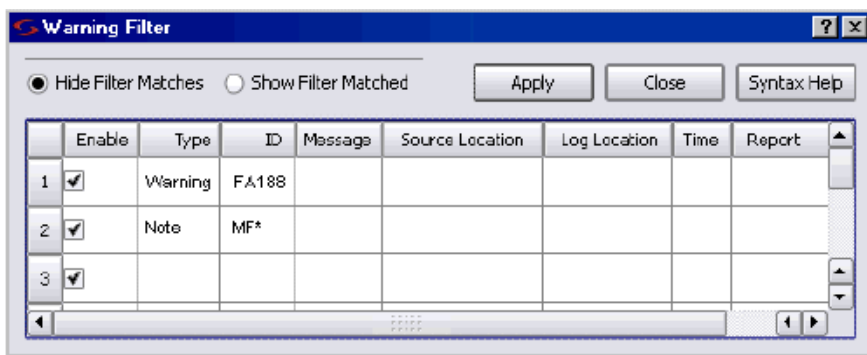 Warning Filter
Hide Filter Matches Show Filter Matched Apply Close Syntax Help
Enable Type ID Message Source Location Log Location Time Report
1 Warning FA188
2 Note MF*
3